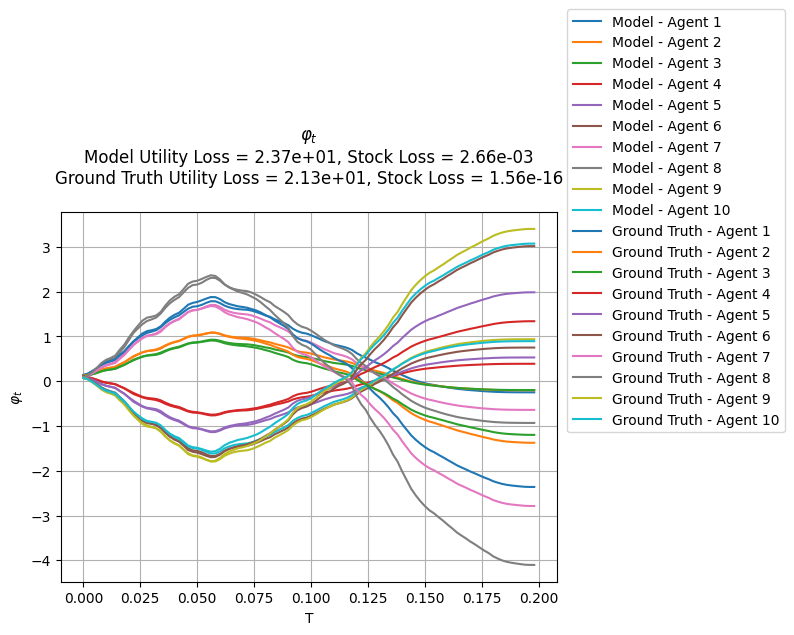 φₜ
Model Utility Loss = 2.37e+01, Stock Loss = 2.66e-03
Ground Truth Utility Loss = 2.13e+01, Stock Loss = 1.56e-16
φₜ
3
2
1
0
−1
−2
−3
−4
0.000 0.025 0.050 0.075 0.100 0.125 0.150 0.175 0.200
T
Model - Agent 1
Model - Agent 2
Model - Agent 3
Model - Agent 4
Model - Agent 5
Model - Agent 6
Model - Agent 7
Model - Agent 8
Model - Agent 9
Model - Agent 10
Ground Truth - Agent 1
Ground Truth - Agent 2
Ground Truth - Agent 3
Ground Truth - Agent 4
Ground Truth - Agent 5
Ground Truth - Agent 6
Ground Truth - Agent 7
Ground Truth - Agent 8
Ground Truth - Agent 9
Ground Truth - Agent 10